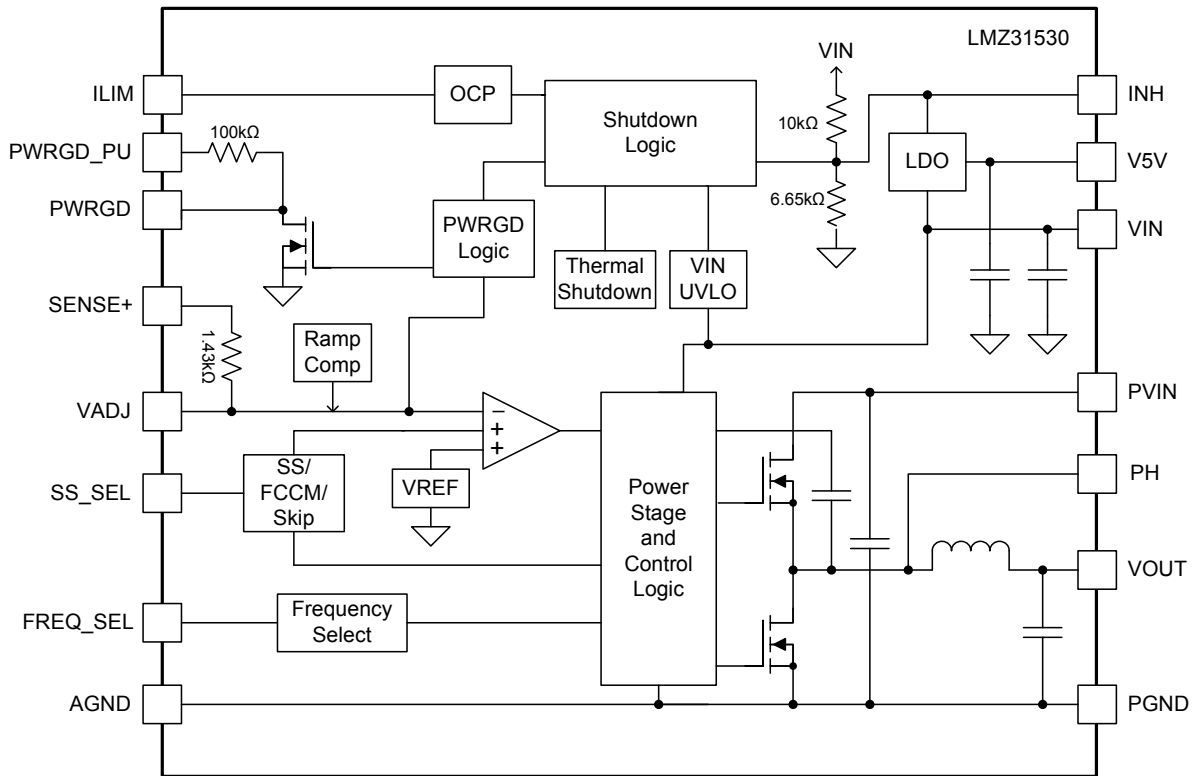 LMZ31530
ILIM
PWRGD_PU
PWRGD
SENSE+
VADJ
SS_SEL
FREQ_SEL
AGND
100kΩ
1.43kΩ
OCP
Shutdown
Logic
PWRGD
Logic
Thermal
Shutdown
VIN
UVLO
VIN
10kΩ
6.65kΩ
LDO
Ramp
Comp
−
+
+
SS/
FCCM/
Skip
VREF
Frequency
Select
Power
Stage
and
Control
Logic
INH
V5V
VIN
PVIN
PH
VOUT
PGND